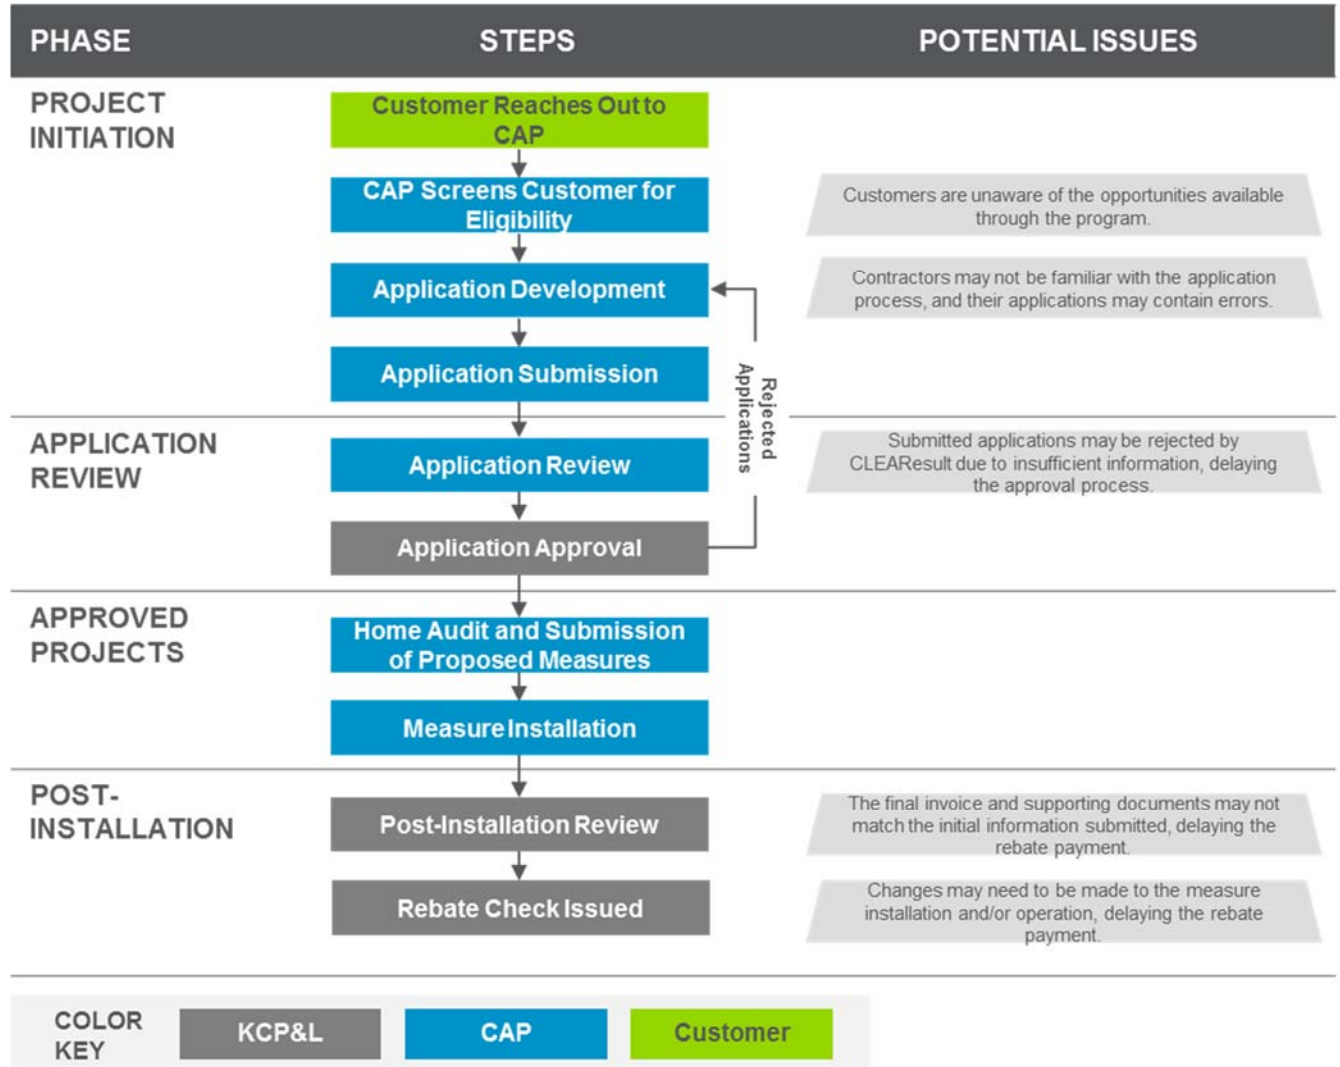 PHASE
STEPS
POTENTIAL ISSUES
PROJECT
INITIATION
Customer Reaches Out to
CAP
CAP Screens Customer for
Eligibility
Customers are unaware of the opportunities available
through the program.
Application Development
Contractors may not be familiar with the application
process, and their applications may contain errors.
Application Submission
Rejected
Applications
APPLICATION
REVIEW
Application Review
Submitted applications may be rejected by
CLEAResult due to insufficient information, delaying
the approval process.
Application Approval
APPROVED
PROJECTS
Home Audit and Submission
of Proposed Measures
Measure Installation
POST-
INSTALLATION
Post-Installation Review
The final invoice and supporting documents may not
match the initial information submitted, delaying the
rebate payment.
Rebate Check Issued
Changes may need to be made to the measure
installation and/or operation, delaying the rebate
payment.
COLOR
KEY
KCP&L
CAP
Customer